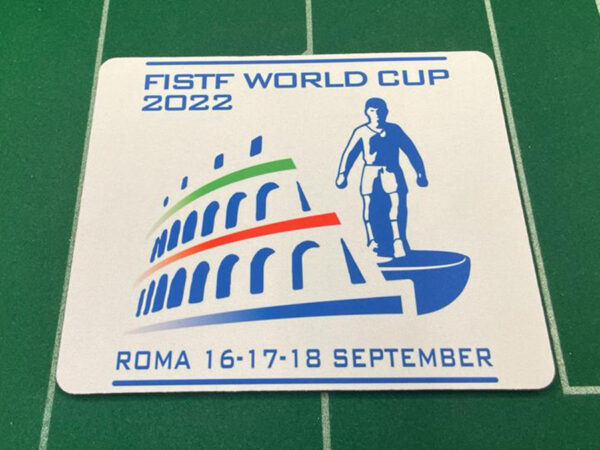 FISTF WORLD CUP
2022
ROMA 16-17-18 SEPTEMBER